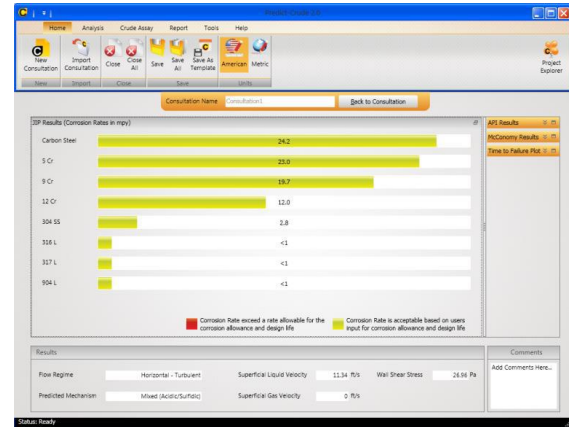 Predict-Crude 1.0
Home Analysis Crude Assay Report Tools Help
New Consultation
Import Consultation
Close
Close All
Save
Save All
Save As Template
American
Metric
Project Explorer
New Import Close Save Units
Consultation Name Consultation1 Back to Consultation
JIP Results (Corrosion Rates in mpy)
Carbon Steel 24.2
5 Cr 23.0
9 Cr 19.7
12 Cr 12.0
304 SS 2.8
316 L <1
317 L <1
904 L <1
Corrosion Rate exceed a rate allowable for the
corrosion allowance and design life
Corrosion Rate is acceptable based on users
input for corrosion allowance and design life
API Results
McConomy Results
Time to Failure Plot
Results
Flow Regime Horizontal - Turbulent Superficial Liquid Velocity 11.54 ft/s Wall Shear Stress 26.98 Pa
Predicted Mechanism Mixed (Acidic/Sulfidic) Superficial Gas Velocity 0 ft/s
Comments
Add Comments Here...
Status: Ready